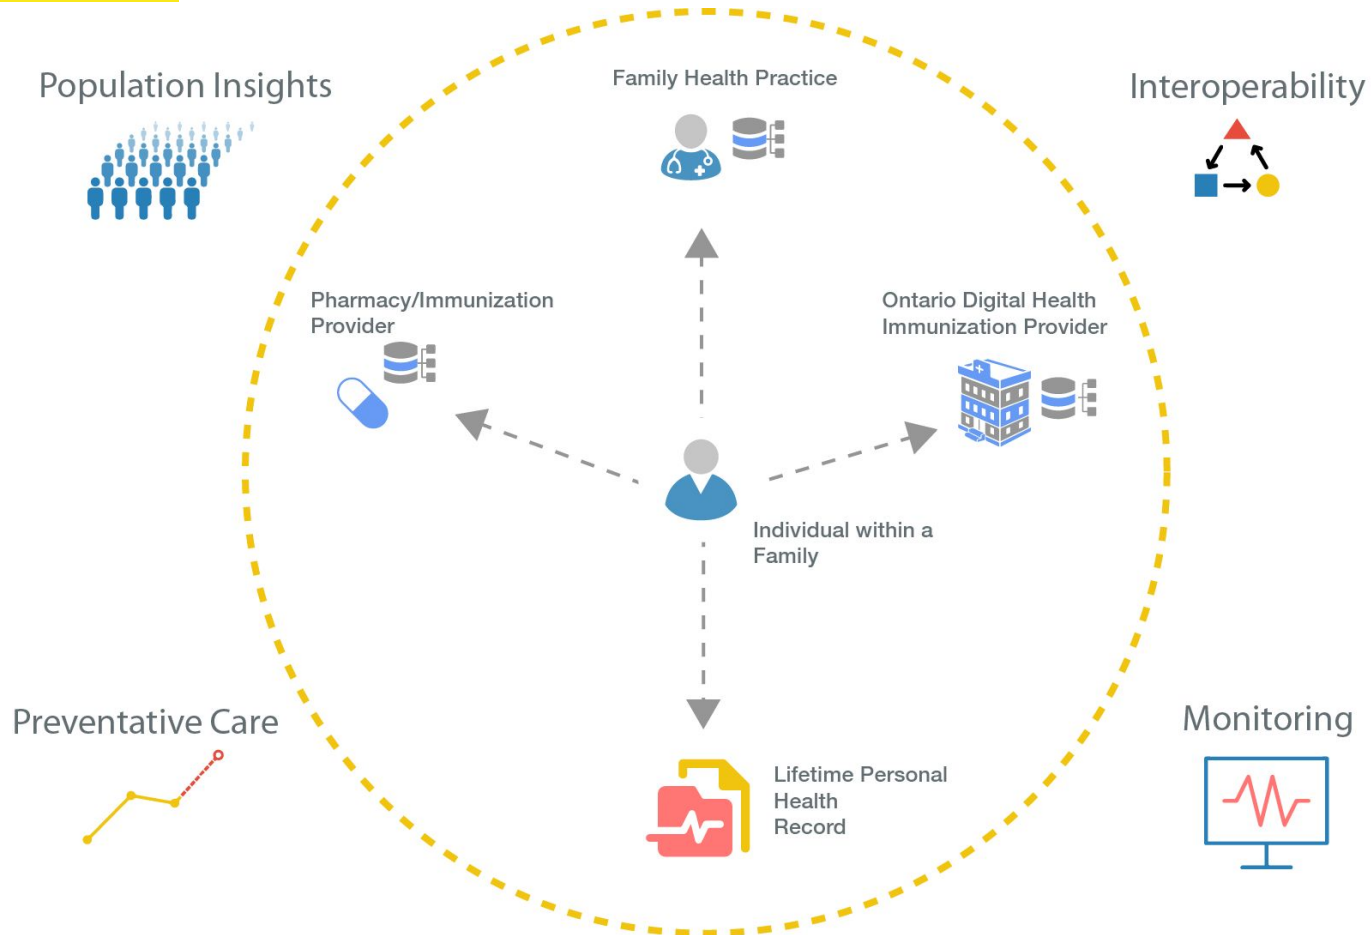 Population Insights
Family Health Practice
Interoperability
Pharmacy/Immunization
Provider
Ontario Digital Health
Immunization Provider
Individual within a
Family
Preventative Care
Monitoring
Lifetime Personal
Health
Record